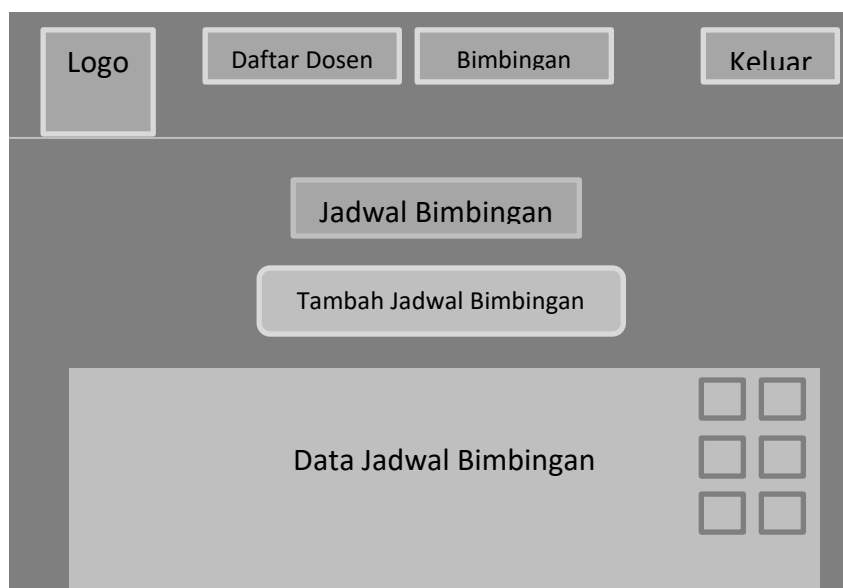 Logo
Daftar Dosen
Bimbingan
Keluar
Jadwal Bimbingan
Tambah Jadwal Bimbingan
Data Jadwal Bimbingan